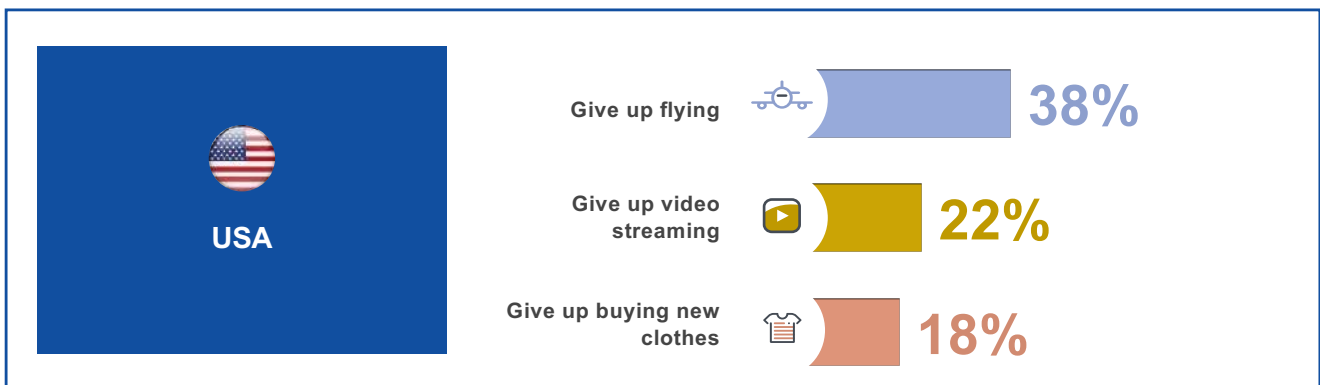 USA
Give up flying
38%
Give up video
streaming
22%
Give up buying new
clothes
18%